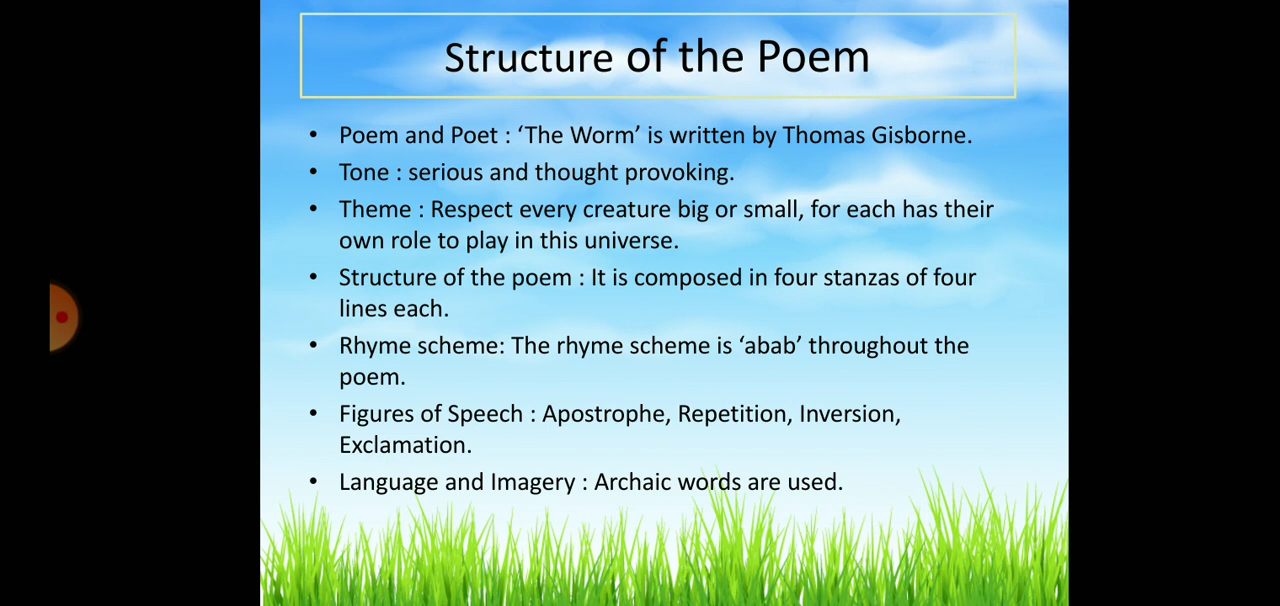 Structure of the Poem
• Poem and Poet : ‘The Worm’ is written by Thomas Gisborne.
• Tone : serious and thought provoking.
• Theme : Respect every creature big or small, for each has their
own role to play in this universe.
• Structure of the poem : It is composed in four stanzas of four
lines each.
• Rhyme scheme: The rhyme scheme is ‘abab’ throughout the
poem.
• Figures of Speech : Apostrophe, Repetition, Inversion,
Exclamation.
• Language and Imagery : Archaic words are used.